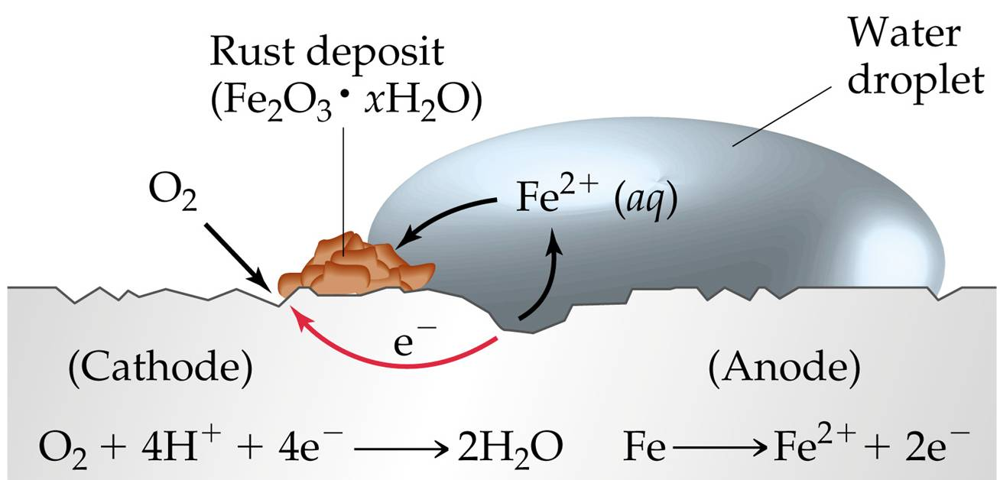 Rust deposit
(Fe₂O₃ • xH₂O)
Water
droplet
O₂
Fe²⁺ (aq)
e⁻
(Cathode)
(Anode)
O₂ + 4H⁺ + 4e⁻ ⟶ 2H₂O
Fe ⟶ Fe²⁺ + 2e⁻